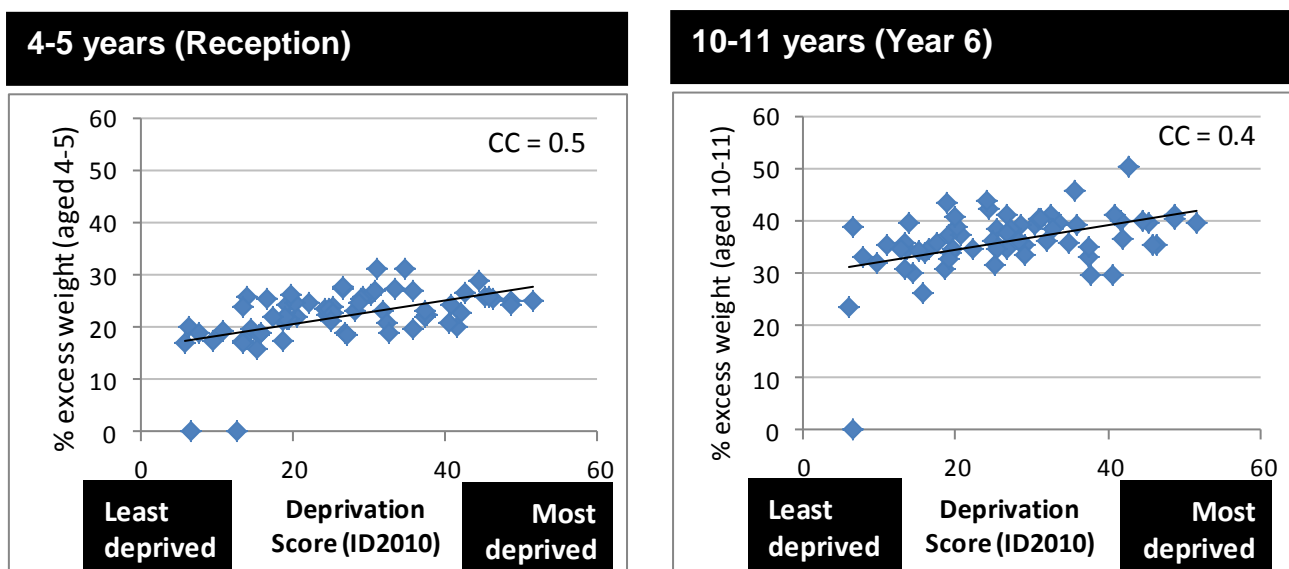 4-5 years (Reception)
% excess weight (aged 4-5)
60
50
40
30
20
10
0
CC = 0.5
0
20
40
60
Least
deprived
Deprivation
Score (ID2010)
Most
deprived
10-11 years (Year 6)
% excess weight (aged 10-11)
60
50
40
30
20
10
0
CC = 0.4
0
20
40
60
Least
deprived
Deprivation
Score (ID2010)
Most
deprived